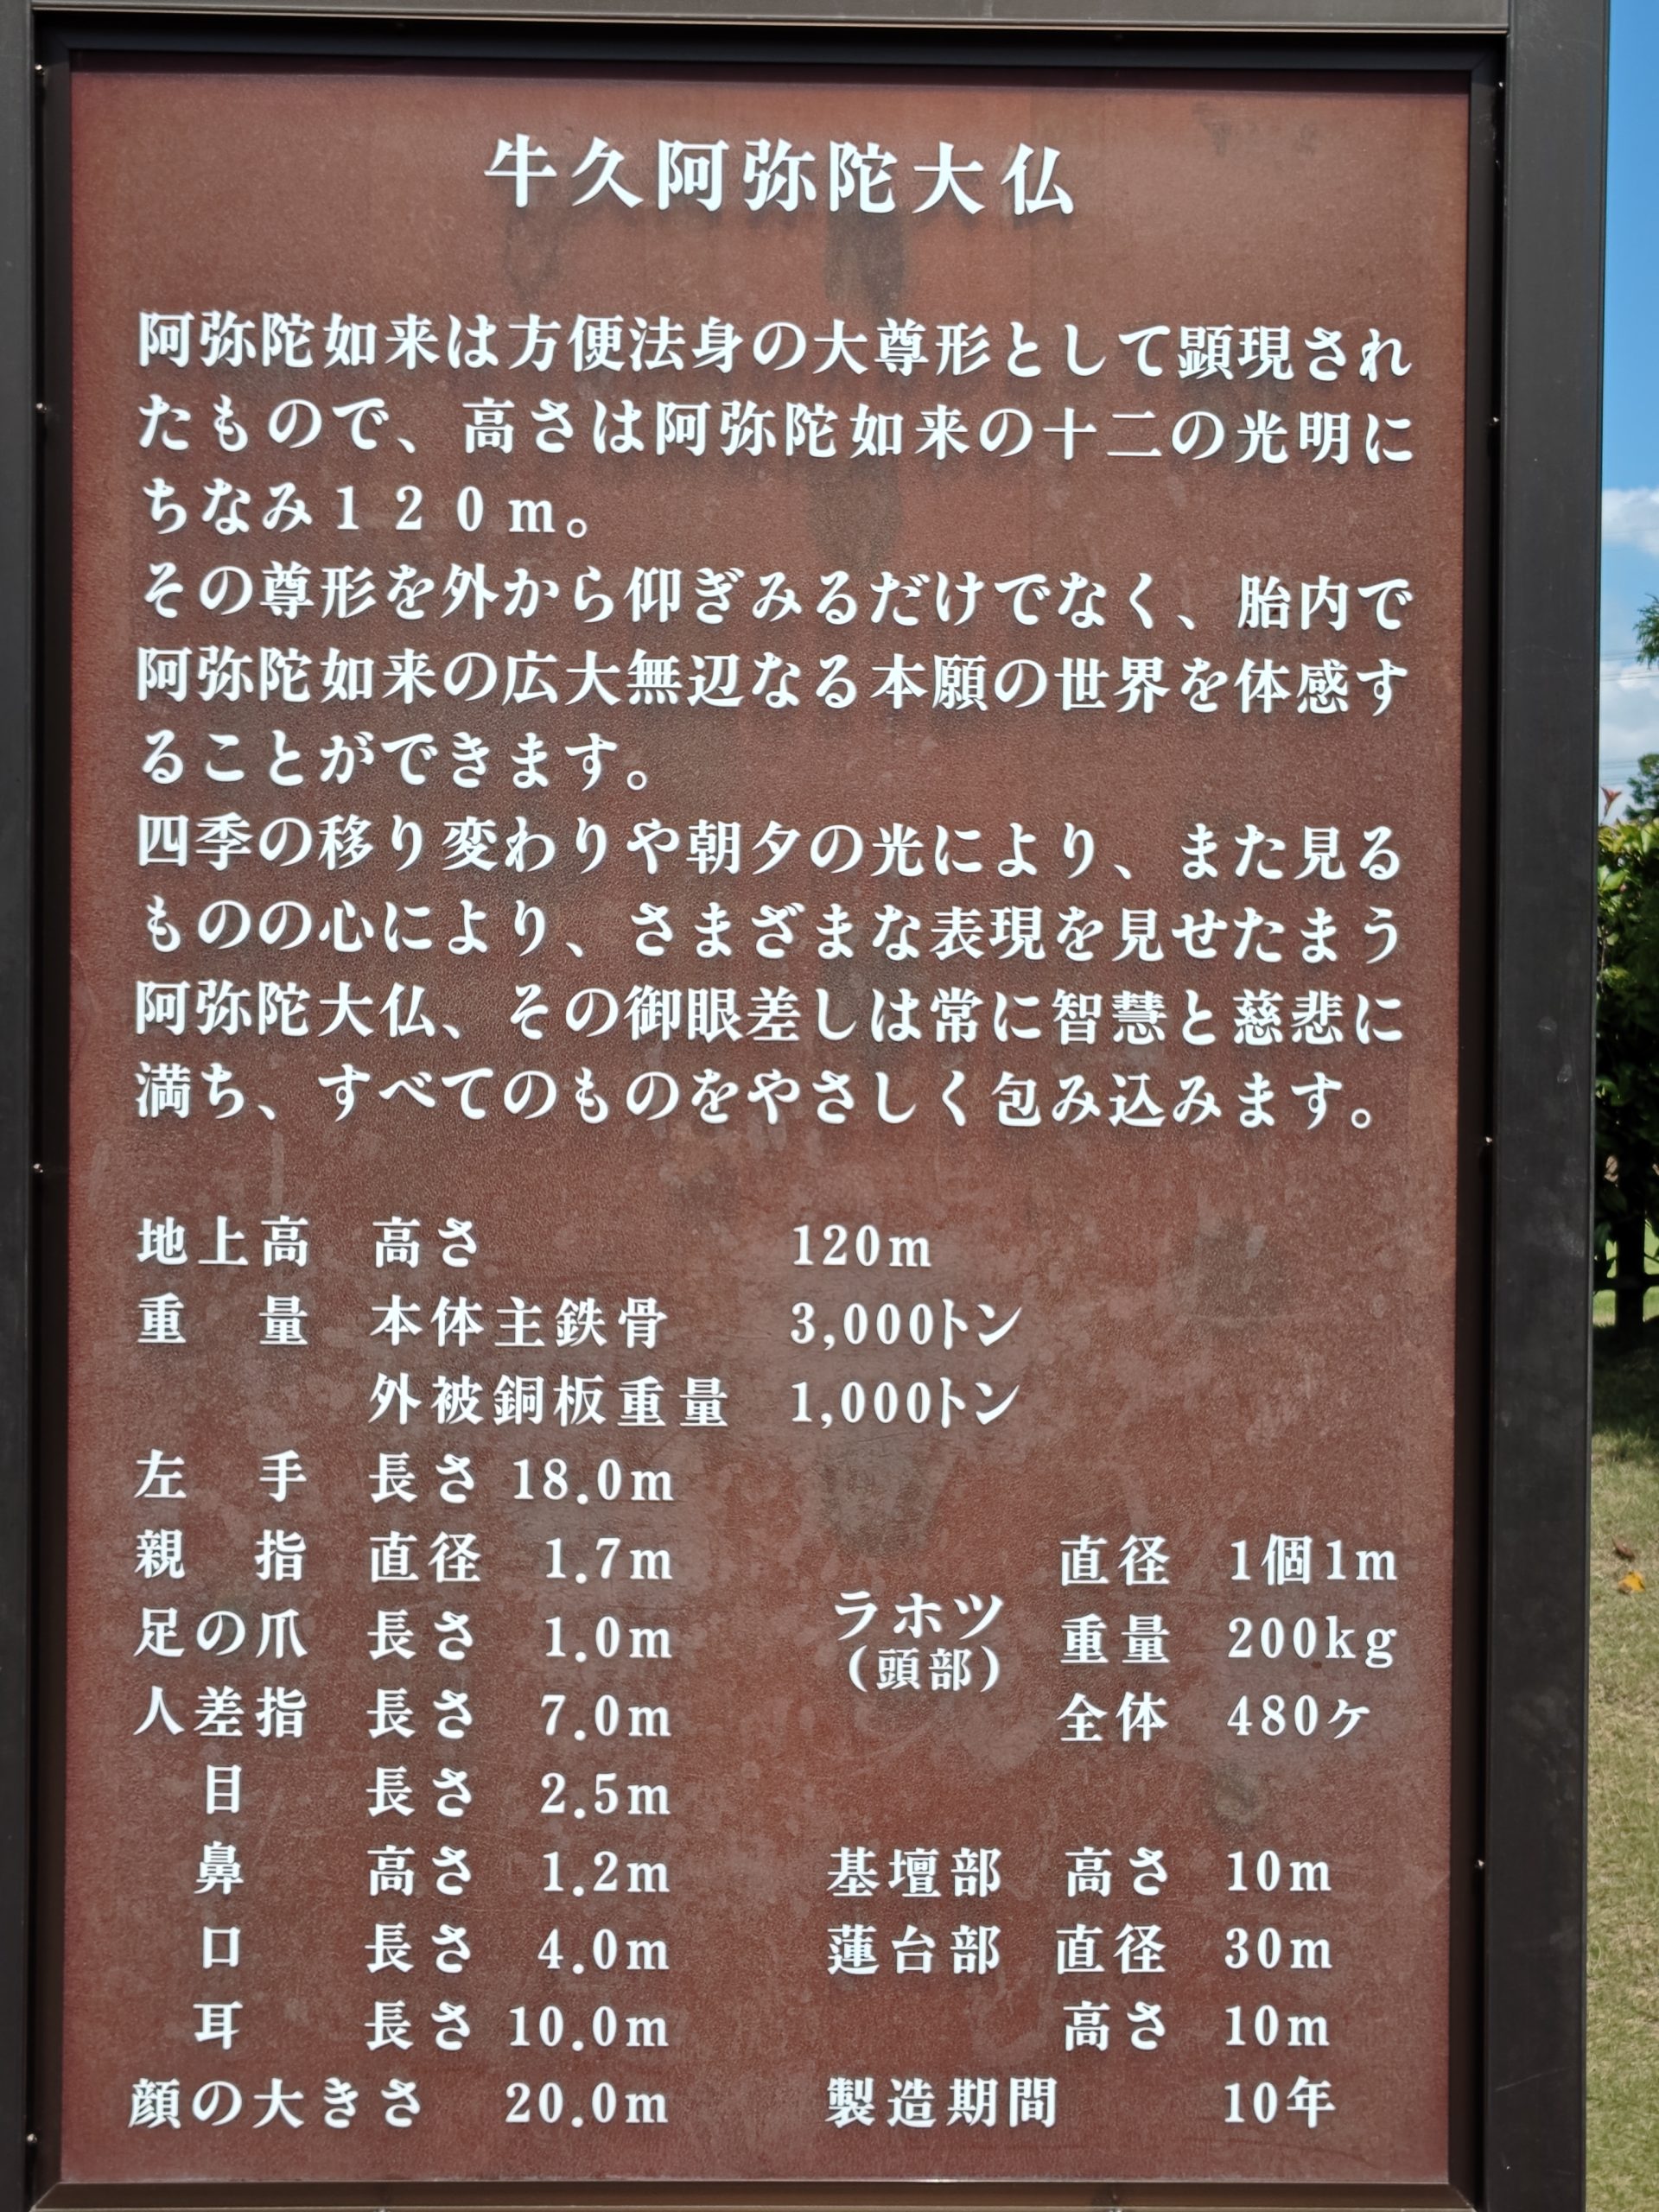 牛久阿弥陀大仏
阿弥陀如来は方便法身の大尊形として顕現され
たもので、高さは阿弥陀如来の十二の光明に
ちなみ120m。
その尊形を外から仰ぎみるだけでなく、胎内で
阿弥陀如来の広大無辺なる本願の世界を体感す
ることができます。
四季の移り変わりや朝夕の光により、また見る
ものの心により、さまざまな表現を見せたまう
阿弥陀大仏、その御眼差しは常に智慧と慈悲に
満ち、すべてのものをやさしく包み込みます。
地上高 高さ 120m
重量 本体主鉄骨 3,000トン
外被銅板重量 1,000トン
左手 長さ 18.0m
親指 直径 1.7m
足の爪 長さ 1.0m
人差指 長さ 7.0m
目 長さ 2.5m
鼻 高さ 1.2m
口 長さ 4.0m
耳 長さ 10.0m
顔の大きさ 20.0m
ラホツ
(頭部)
直径 1個1m
重量 200kg
全体 480ケ
基壇部 高さ 10m
蓮台部 直径 30m
高さ 10m
製造期間 10年